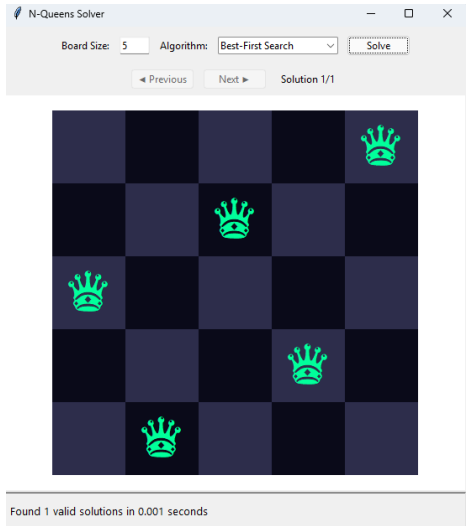 N-Queens Solver
Board Size: 5 Algorithm: Best-First Search Solve
◄ Previous Next ► Solution 1/1
Found 1 valid solutions in 0.001 seconds